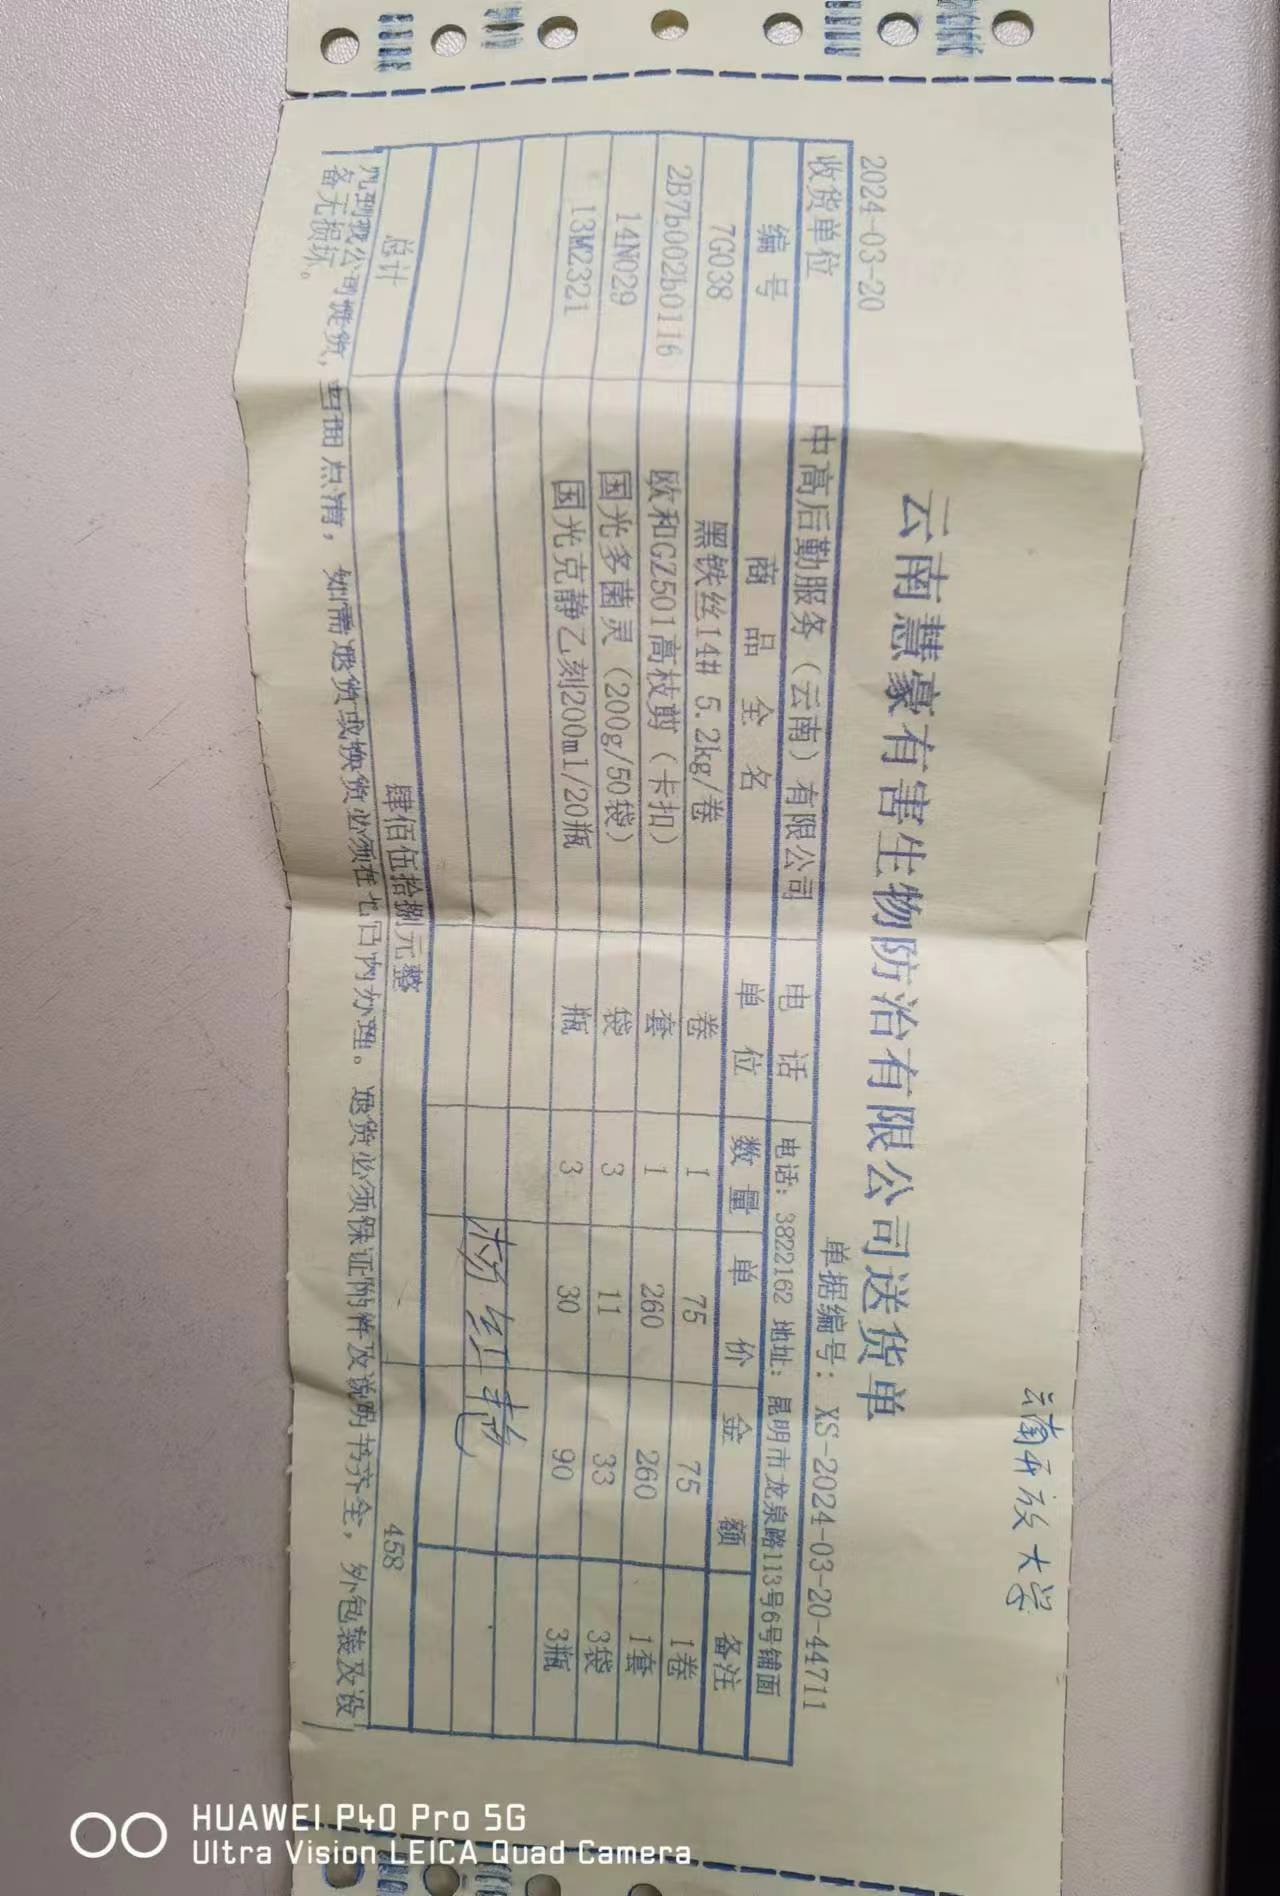 云南开放大学
云南慧豪有害生物防治有限公司送货单
2024-03-20 单据编号：XS-2024-03-20-44711
收货单位 中高后勤服务（云南）有限公司 电话 电话：3822162 地址：昆明市龙泉路113号6号铺面
编号 商品全名 单位 数量 单价 金额 备注
7G038 黑铁丝14# 5.2kg/卷 卷 1 75 75 1卷
2B7b002b0116 欧和GZ501高枝剪（卡扣） 套 1 260 260 1套
14N029 国光多菌灵（200g/50袋） 袋 3 11 33 3袋
13M2321 国光克静乙刻200ml/20瓶 瓶 3 30 90 3瓶
杨红艳
总计 肆佰伍拾捌元整 458
凡到我公司提货，当面点清，如需退货或换货必须在七日内办理。退货必须保证附件及说明书齐全，外包装及设
备无损坏。
HUAWEI P40 Pro 5G
Ultra Vision LEICA Quad Camera